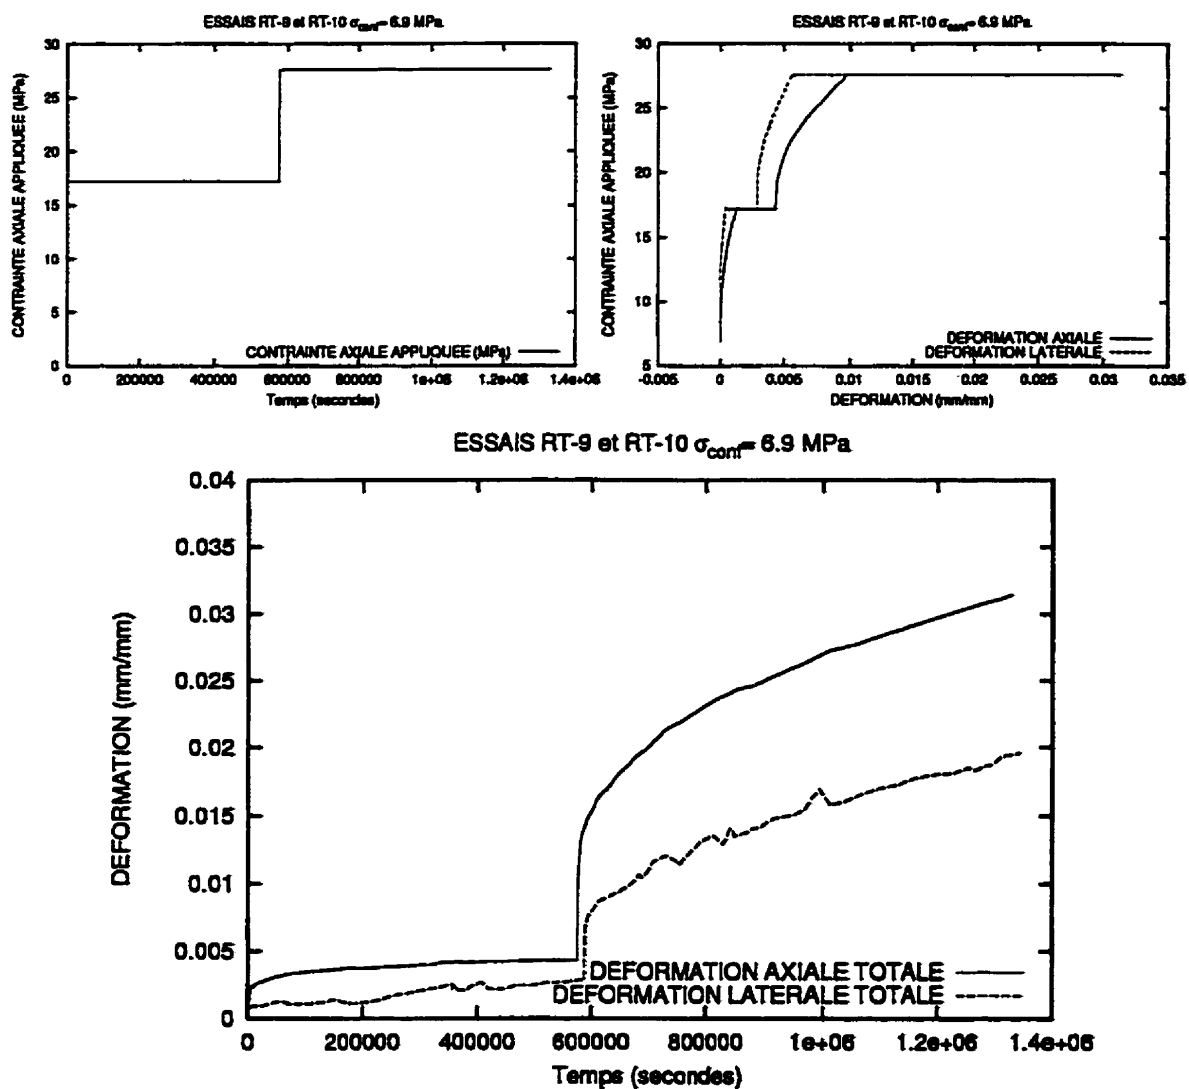 ESSAIS RT-9 et RT-10 σconf= 6.9 MPa
CONTRAINTE AXIALE APPLIQUEE (MPa)
30
25
20
15
10
5
0
CONTRAINTE AXIALE APPLIQUEE (MPa)
0 200000 400000 600000 800000 1e+06 1.2e+06 1.4e+06
Temps (secondes)
ESSAIS RT-9 et RT-10 σconf= 6.9 MPa
CONTRAINTE AXIALE APPLIQUEE (MPa)
30
25
20
15
10
5
DEFORMATION AXIALE
DEFORMATION LATERALE
-0.005 0 0.005 0.01 0.015 0.02 0.025 0.03 0.035
DEFORMATION (mm/mm)
ESSAIS RT-9 et RT-10 σconf= 6.9 MPa
DEFORMATION (mm/mm)
0.04
0.035
0.03
0.025
0.02
0.015
0.01
0.005
0
DEFORMATION AXIALE TOTALE
DEFORMATION LATERALE TOTALE
0 200000 400000 600000 800000 1e+06 1.2e+06 1.4e+06
Temps (secondes)